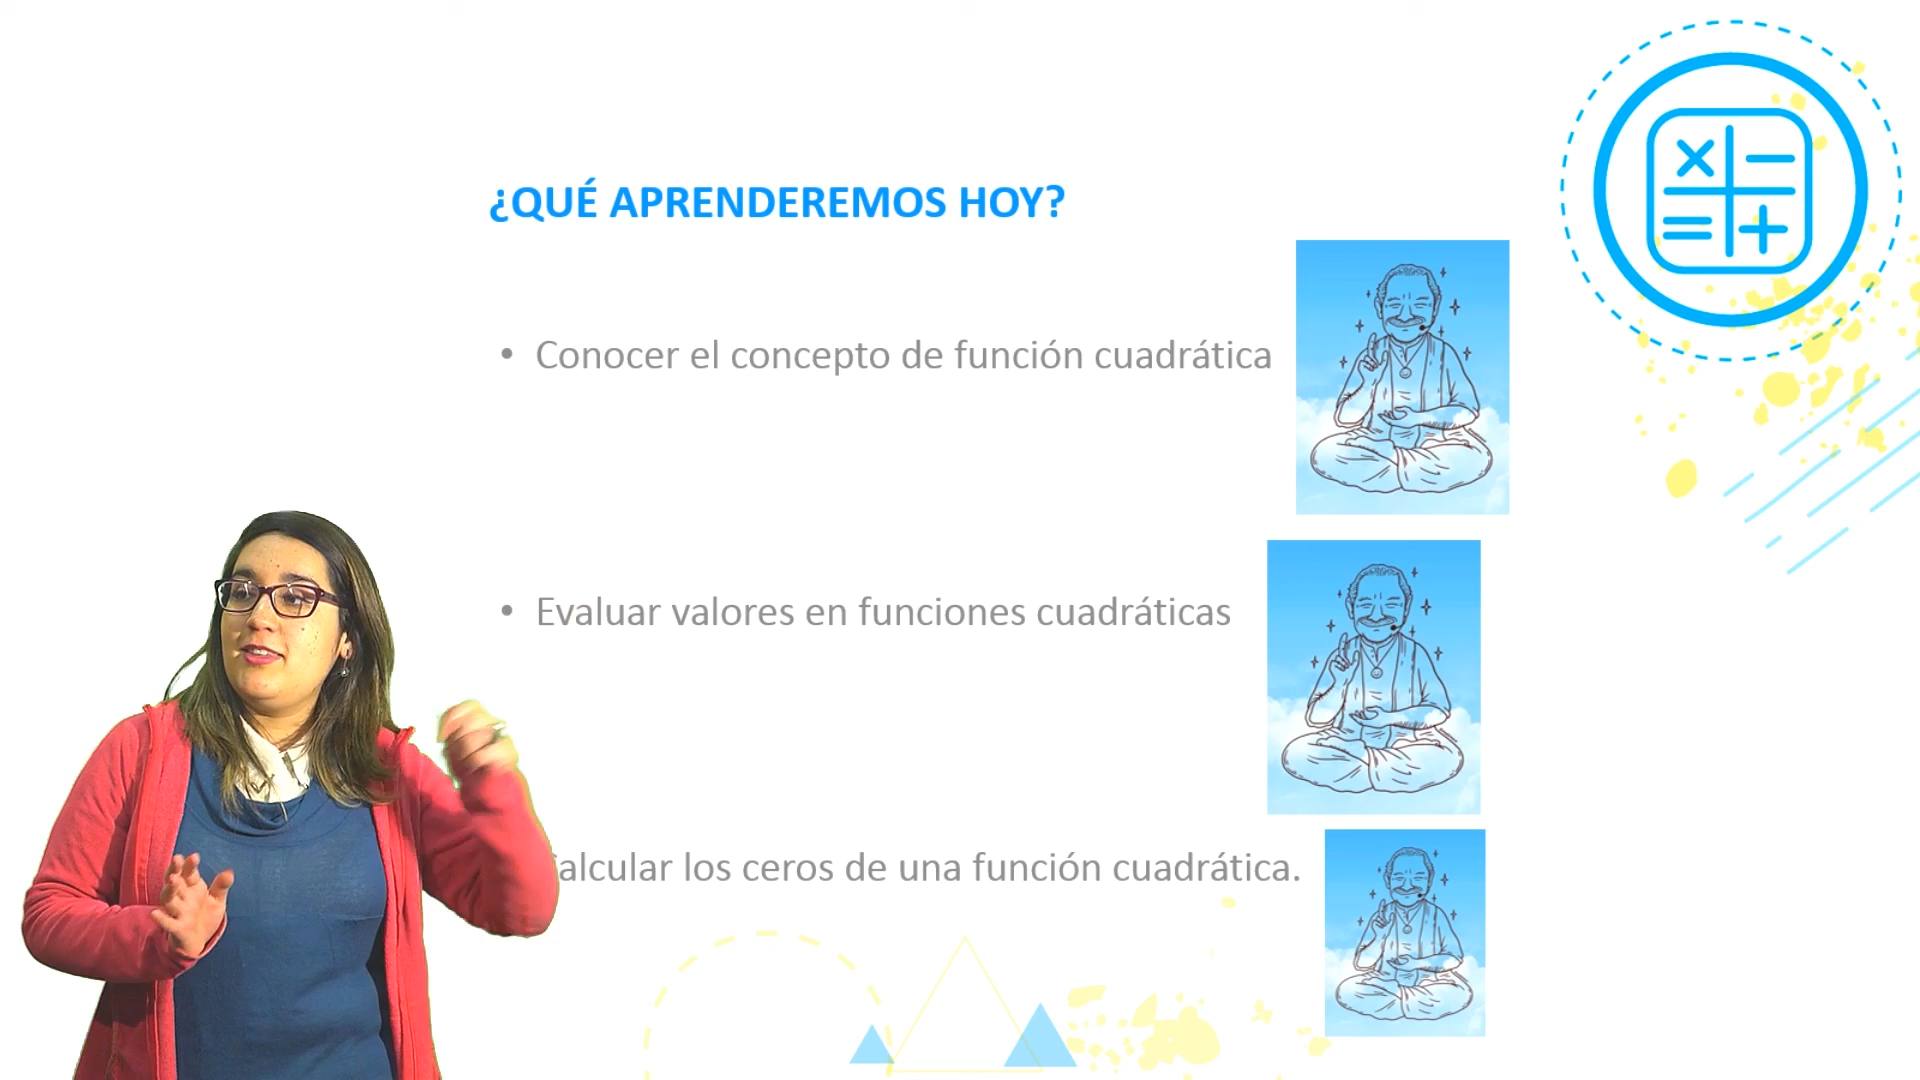 ¿QUÉ APRENDEREMOS HOY?
• Conocer el concepto de función cuadrática
• Evaluar valores en funciones cuadráticas
alcular los ceros de una función cuadrática.